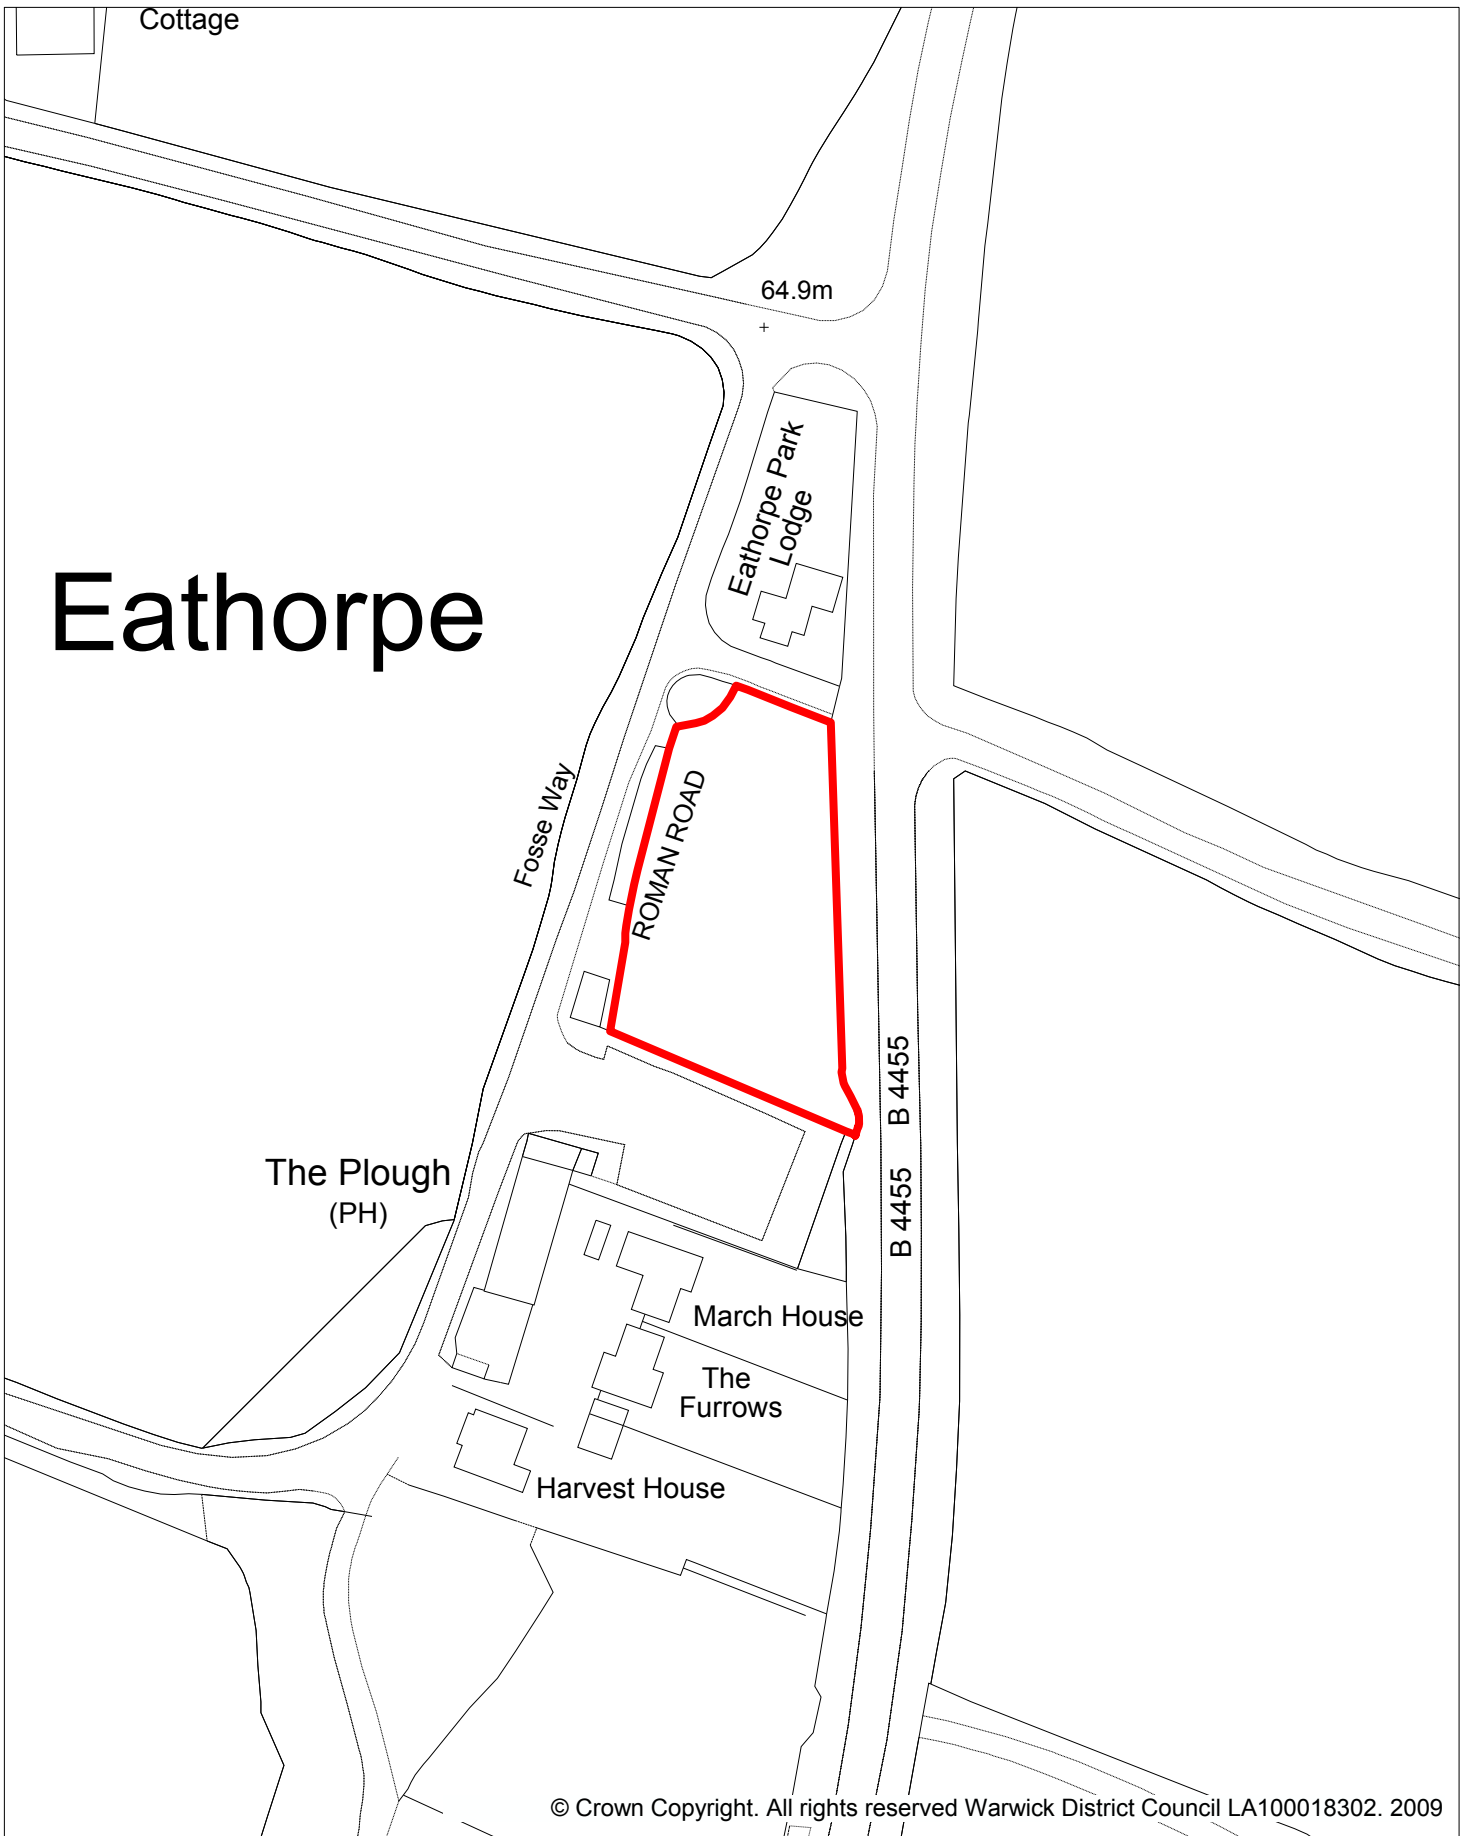 Cottage
64.9m
Eathorpe Park
Lodge
Eathorpe
Fosse Way
ROMAN ROAD
B 4455
B 4455
The Plough
(PH)
March House
The
Furrows
Harvest House
© Crown Copyright. All rights reserved Warwick District Council LA100018302. 2009